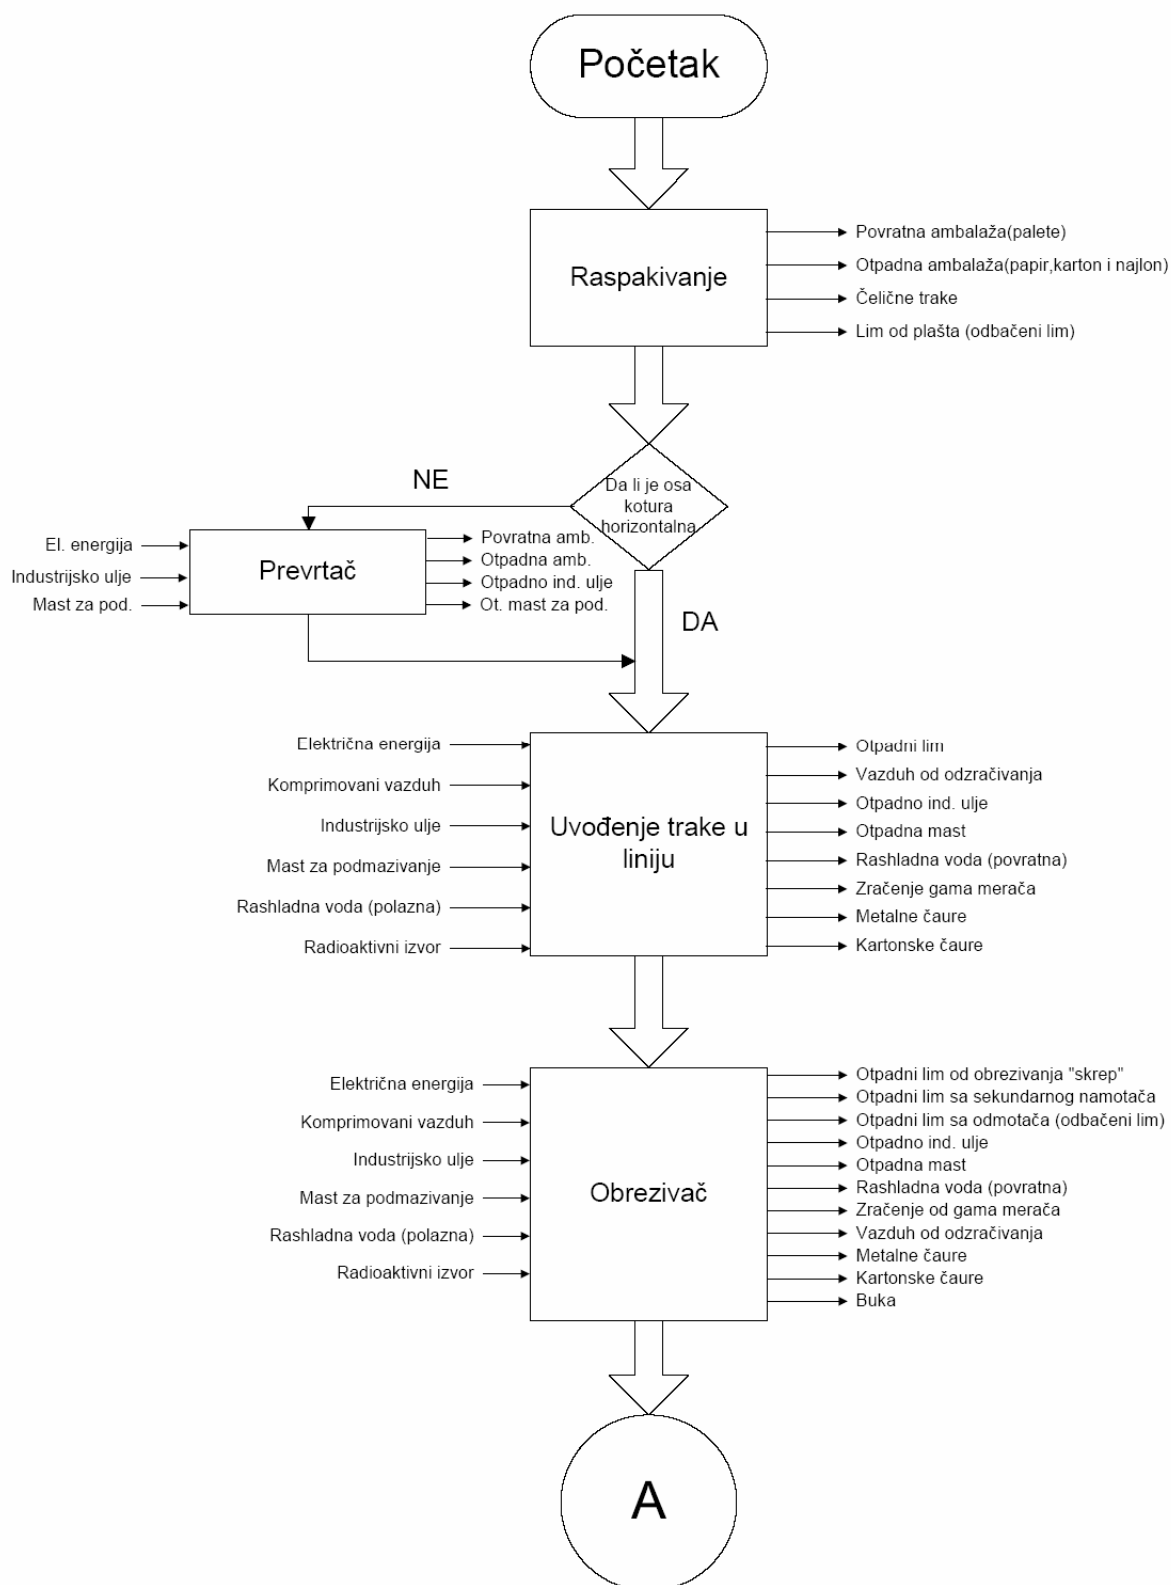 Početak
Raspakivanje
Povratna ambalaža(palete)
Otpadna ambalaža(papir,karton i najlon)
Čelične trake
Lim od plašta (odbačeni lim)
Da li je osa
kotura
horizontalna
NE
DA
El. energija
Industrijsko ulje
Mast za pod.
Prevrtač
Povratna amb.
Otpadna amb.
Otpadno ind. ulje
Ot. mast za pod.
Električna energija
Komprimovani vazduh
Industrijsko ulje
Mast za podmazivanje
Rashladna voda (polazna)
Radioaktivni izvor
Uvođenje trake u
liniju
Otpadni lim
Vazduh od odzračivanja
Otpadno ind. ulje
Otpadna mast
Rashladna voda (povratna)
Zračenje gama merača
Metalne čaure
Kartonske čaure
Električna energija
Komprimovani vazduh
Industrijsko ulje
Mast za podmazivanje
Rashladna voda (polazna)
Radioaktivni izvor
Obrezivač
Otpadni lim od obrezivanja "skrep"
Otpadni lim sa sekundarnog namotača
Otpadni lim sa odmotača (odbačeni lim)
Otpadno ind. ulje
Otpadna mast
Rashladna voda (povratna)
Zračenje od gama merača
Vazduh od odzračivanja
Metalne čaure
Kartonske čaure
Buka
A